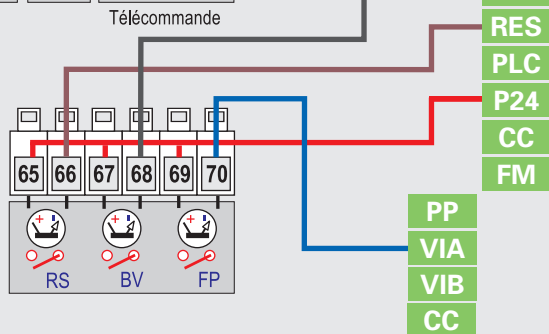 Télécommande
RES
PLC
P24
CC
FM
65 66 67 68 69 70
+ + +
RS BV FP
PP
VIA
VIB
CC